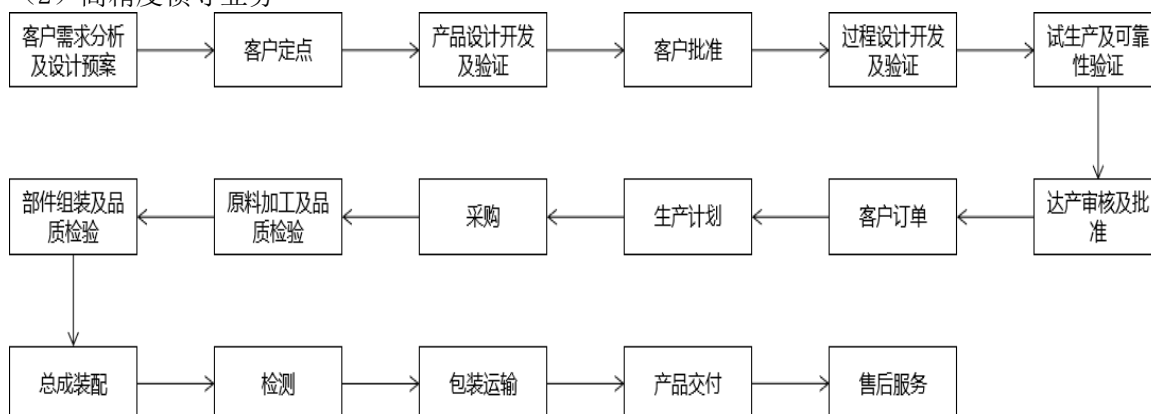 （2）高精度惯导业务
客户需求分析
及设计预案
客户定点
产品设计开发
及验证
客户批准
过程设计开发
及验证
试生产及可靠
性验证
达产审核及批
准
客户订单
生产计划
采购
原料加工及品
质检验
部件组装及品
质检验
总成装配
检测
包装运输
产品交付
售后服务